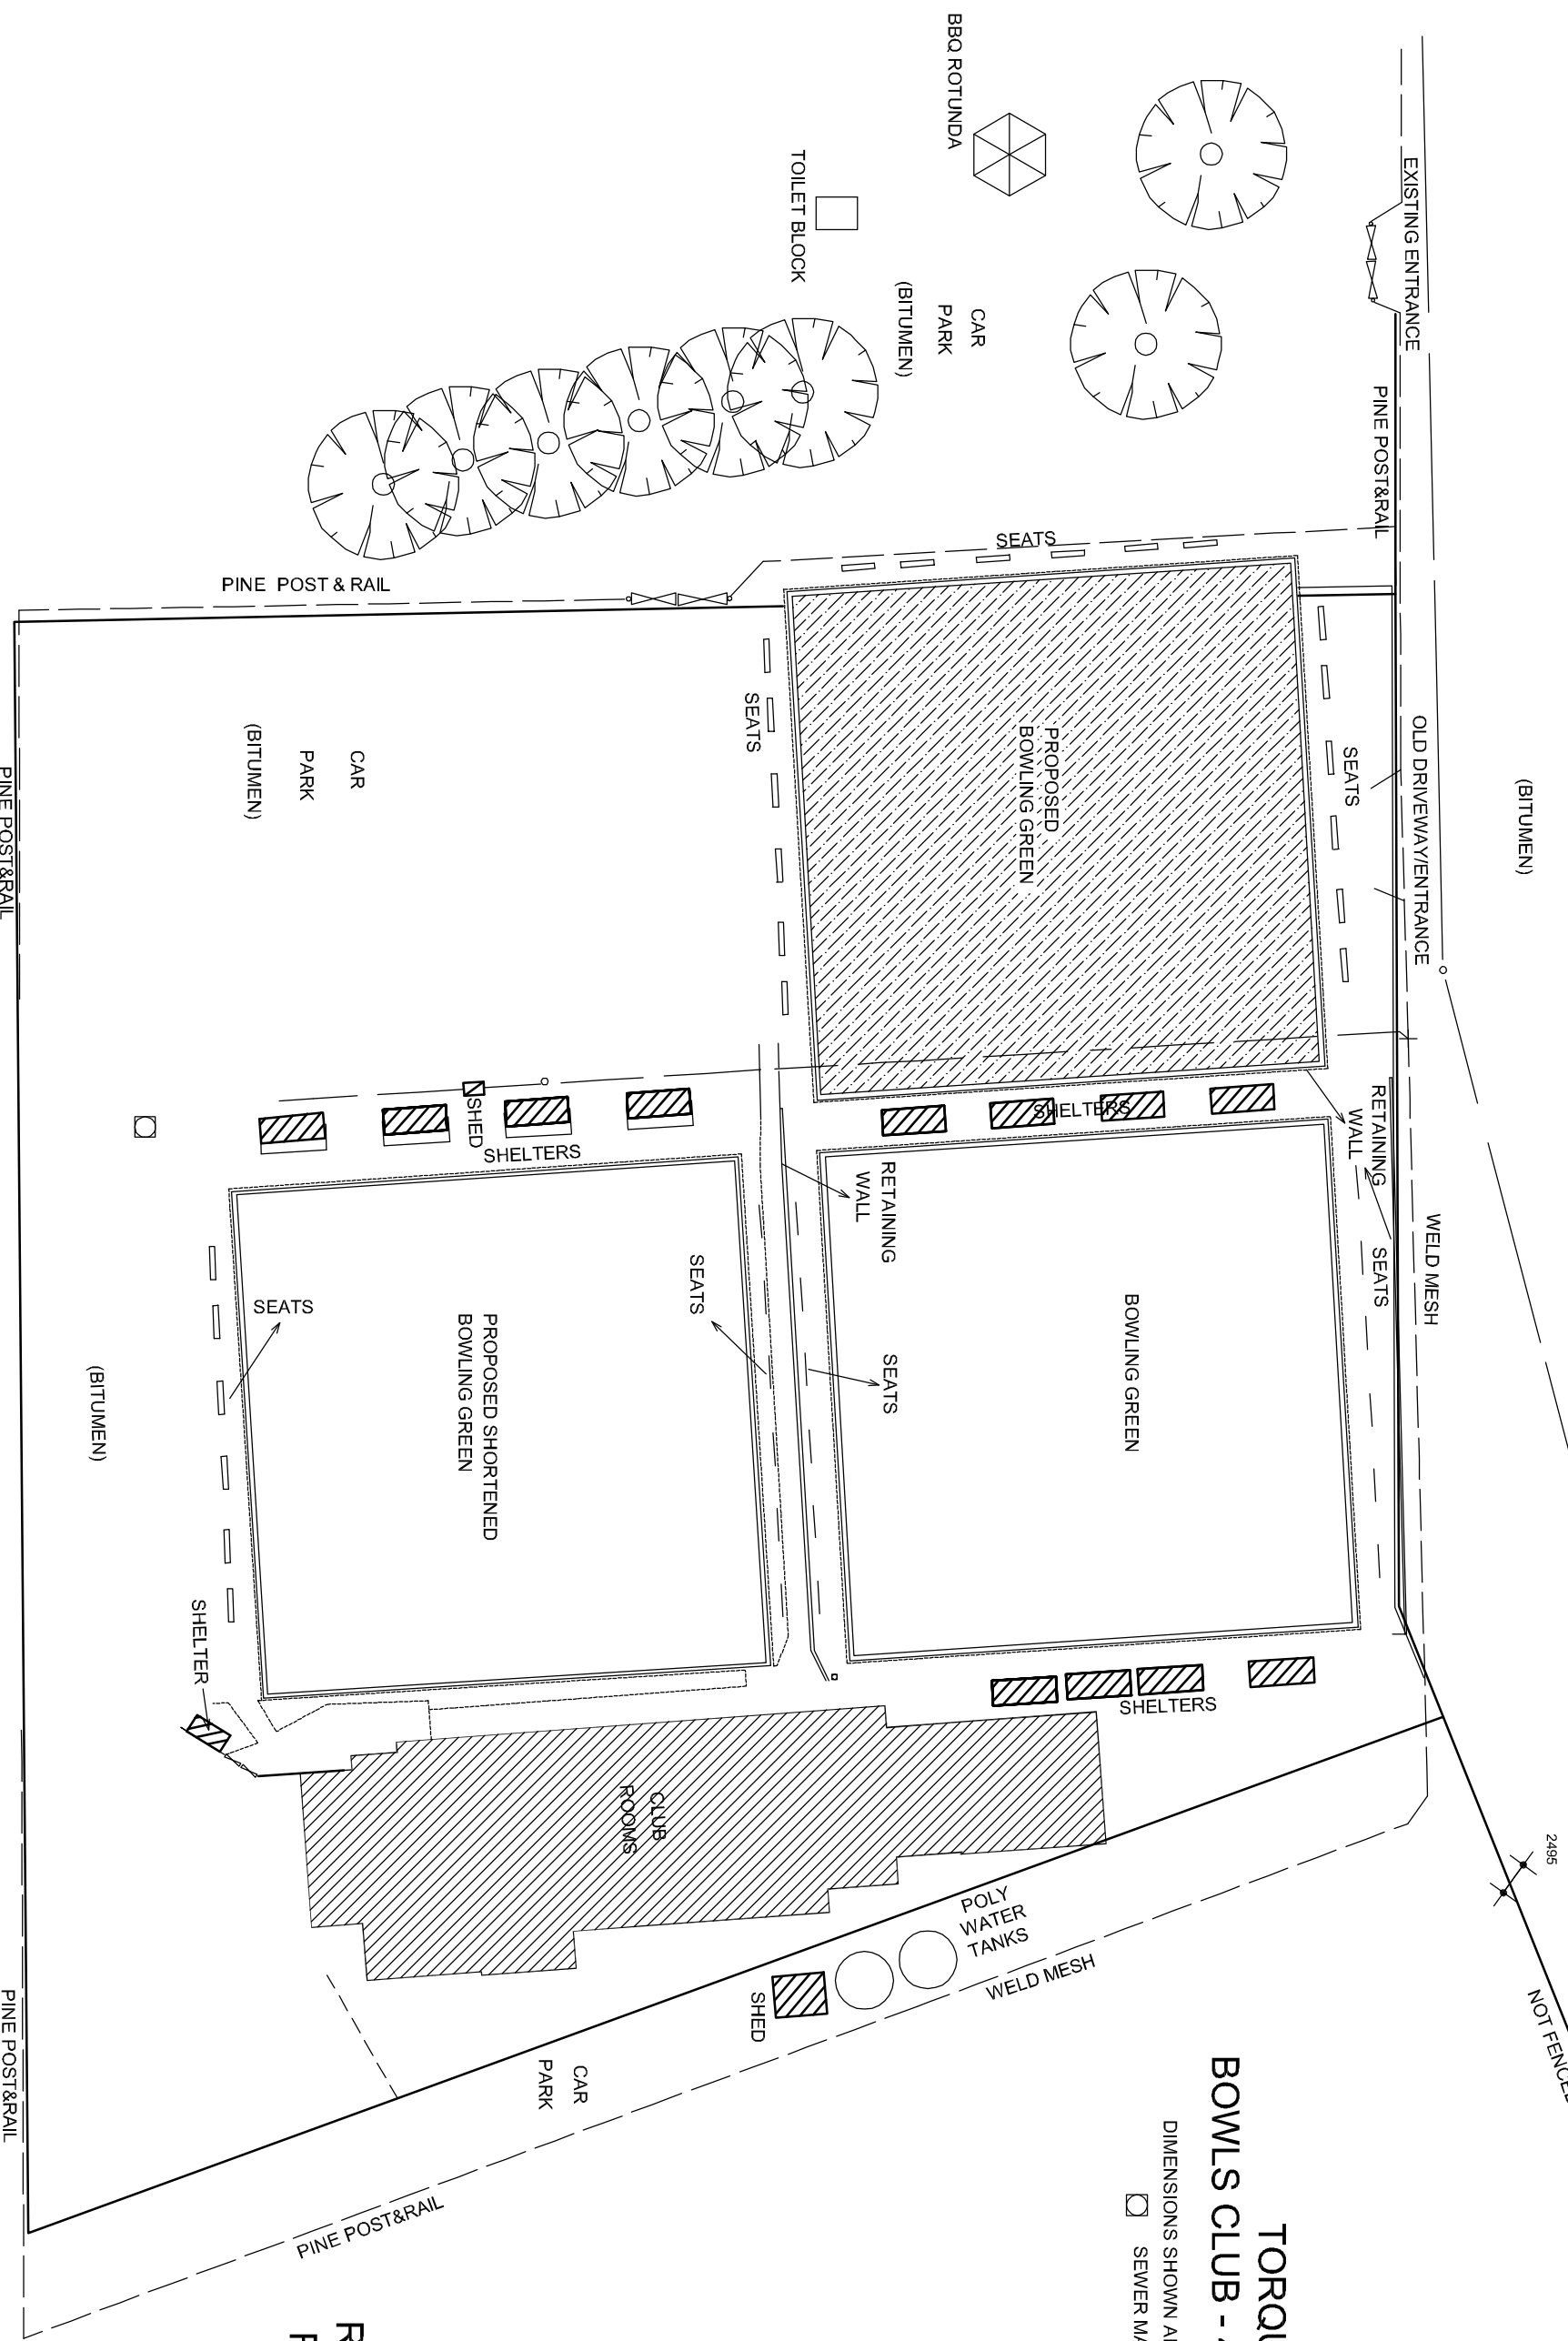 BBQ ROTUNDA
EXISTING ENTRANCE
TOILET BLOCK
CAR
PARK
(BITUMEN)
PINE POST&RAIL
SEATS
PINE POST & RAIL
SEATS
PROPOSED
BOWLING GREEN
SEATS
OLD DRIVEWAY/ENTRANCE
(BITUMEN)
CAR
PARK
(BITUMEN)
PINE POST&RAIL
SHED
SHELTERS
SHELTERS
RETAINING
WALL
RETAINING
WALL
SEATS
WELD MESH
SEATS
SEATS
SEATS
BOWLING GREEN
PROPOSED SHORTENED
BOWLING GREEN
(BITUMEN)
SHELTER
SHELTERS
CLUB
ROOMS
POLY
WATER
TANKS
WELD MESH
SHED
2495
NOT FENCED
CAR
PARK
PINE POST&RAIL
PINE POST&RAIL
BOWLS CLUB -
DIMENSIONS SHOWN
SEWER